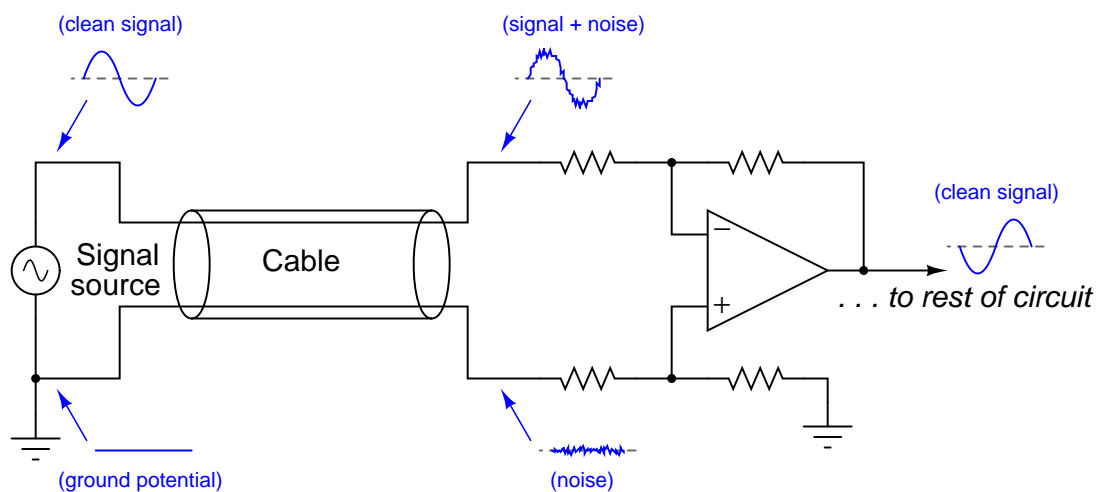 (clean signal)
(signal + noise)
(clean signal)
Signal
source
Cable
−
+
. . . to rest of circuit
(ground potential)
(noise)